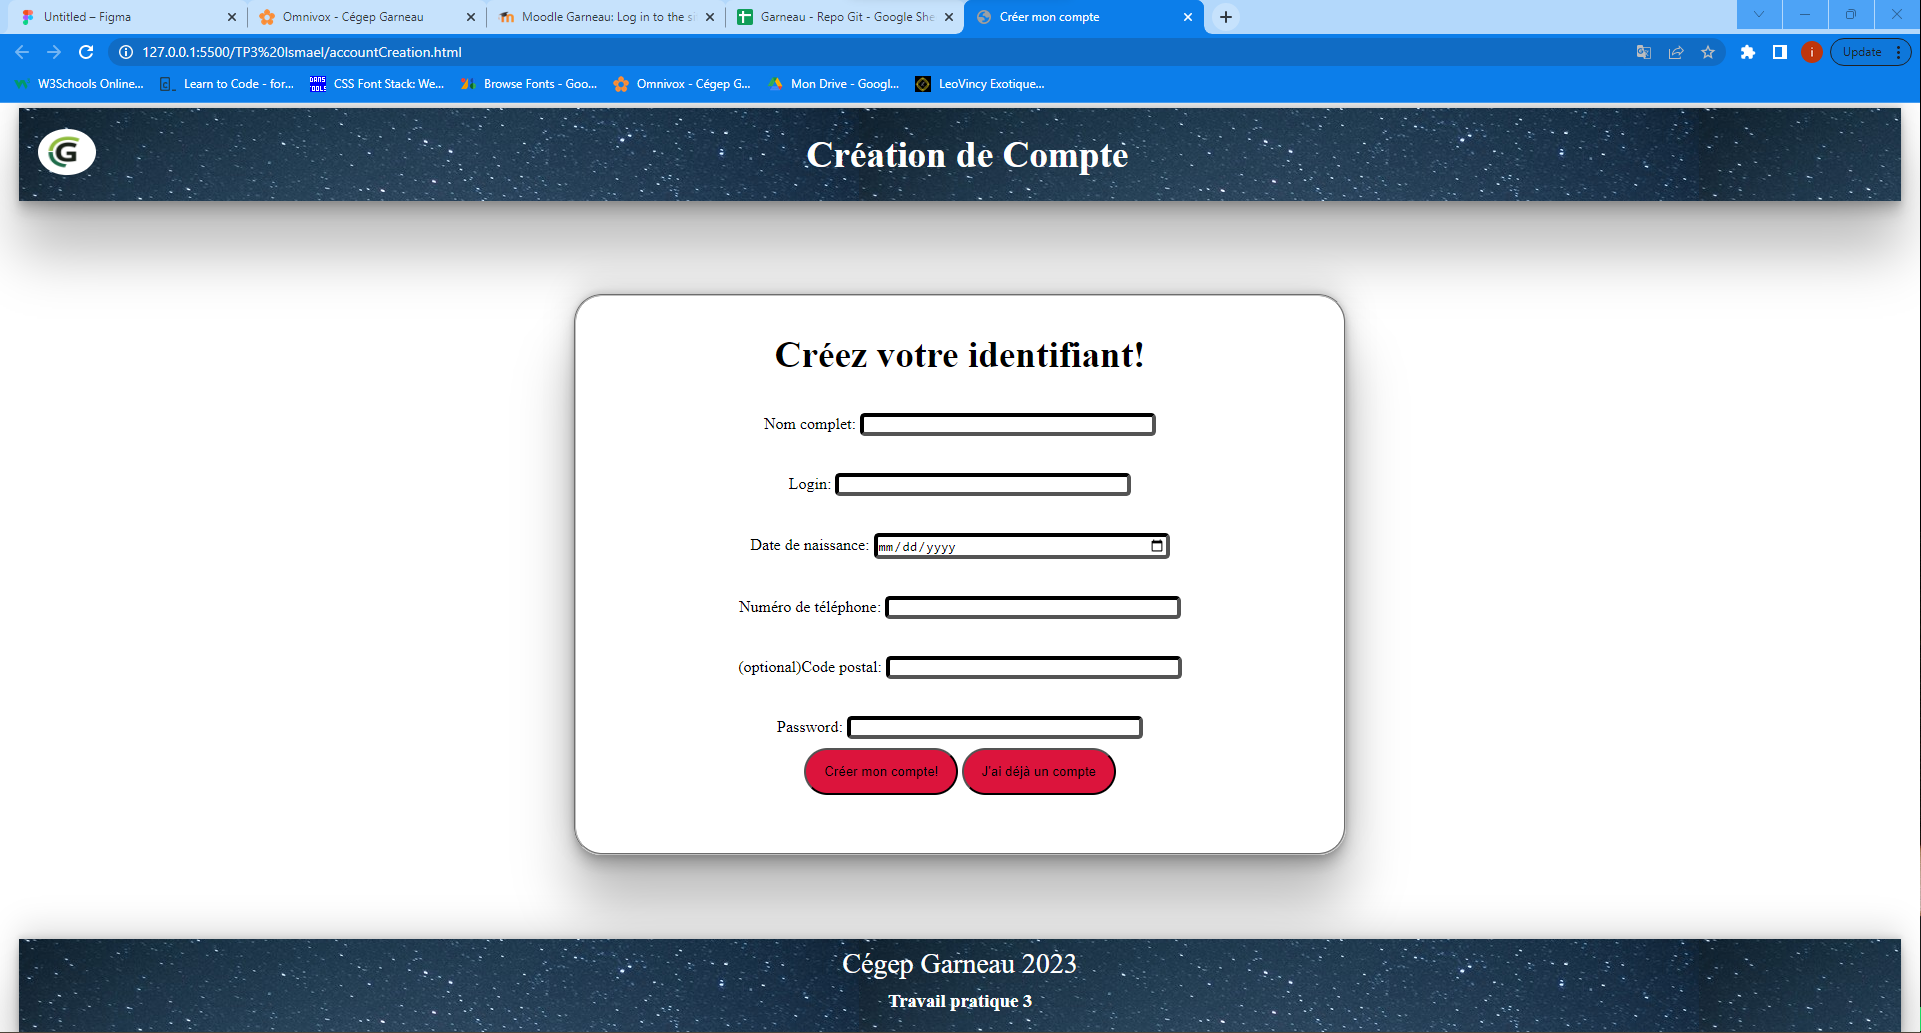 Untitled – Figma
Omnivox - Cégep Garneau
Moodle Garneau: Log in to the si
Garneau - Repo Git - Google She
Créer mon compte
127.0.0.1:5500/TP3%20Ismael/accountCreation.html
i
Update
W3Schools Online...
Learn to Code - for...
DANS TOOLS
CSS Font Stack: We...
Browse Fonts - Goo...
Omnivox - Cégep G...
Mon Drive - Googl...
LeoVincy Exotique...
G
Création de Compte
Créez votre identifiant!
Nom complet:
Login:
Date de naissance: mm/dd/yyyy
Numéro de téléphone:
(optional)Code postal:
Password:
Créer mon compte! J'ai déjà un compte
Cégep Garneau 2023
Travail pratique 3